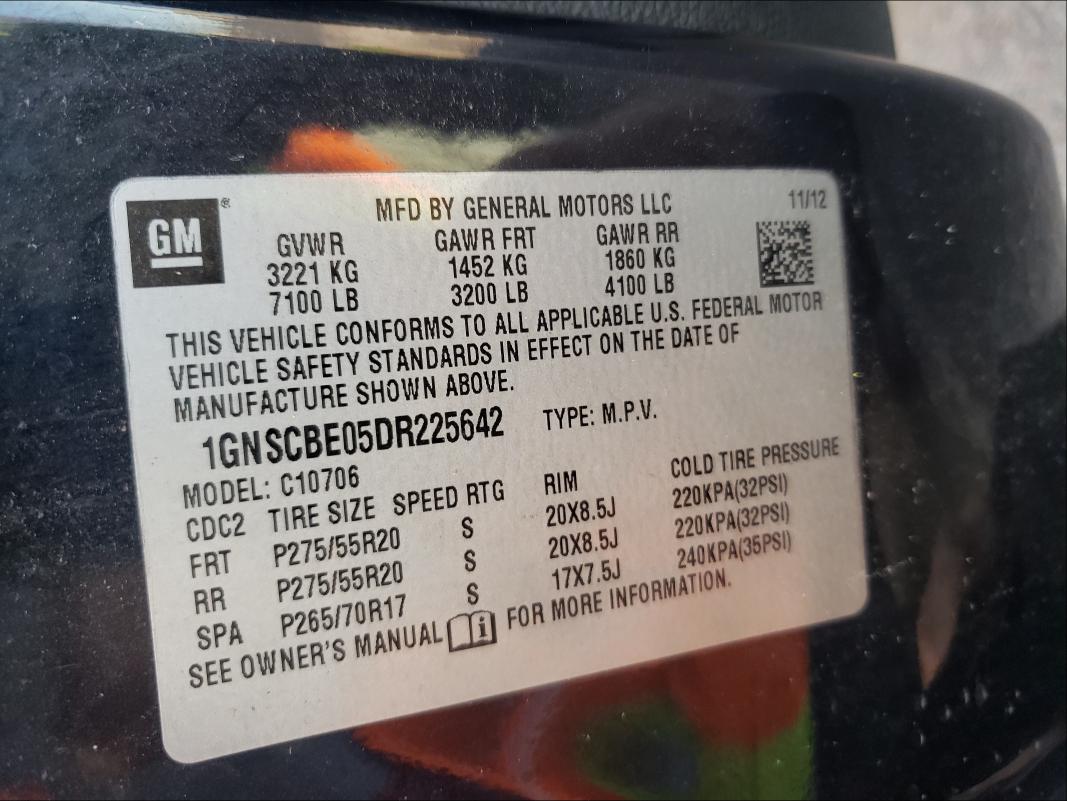 GM®
MFD BY GENERAL MOTORS LLC 11/12
GVWR GAWR FRT GAWR RR
3221 KG 1452 KG 1860 KG
7100 LB 3200 LB 4100 LB
THIS VEHICLE CONFORMS TO ALL APPLICABLE U.S. FEDERAL MOTOR
VEHICLE SAFETY STANDARDS IN EFFECT ON THE DATE OF
MANUFACTURE SHOWN ABOVE.
1GNSCBE05DR225642 TYPE: M.P.V.
MODEL: C10706
CDC2 TIRE SIZE SPEED RTG RIM COLD TIRE PRESSURE
FRT P275/55R20 S 20X8.5J 220KPA(32PSI)
RR P275/55R20 S 20X8.5J 220KPA(32PSI)
SPA P265/70R17 S 17X7.5J 240KPA(35PSI)
SEE OWNER'S MANUAL i FOR MORE INFORMATION.